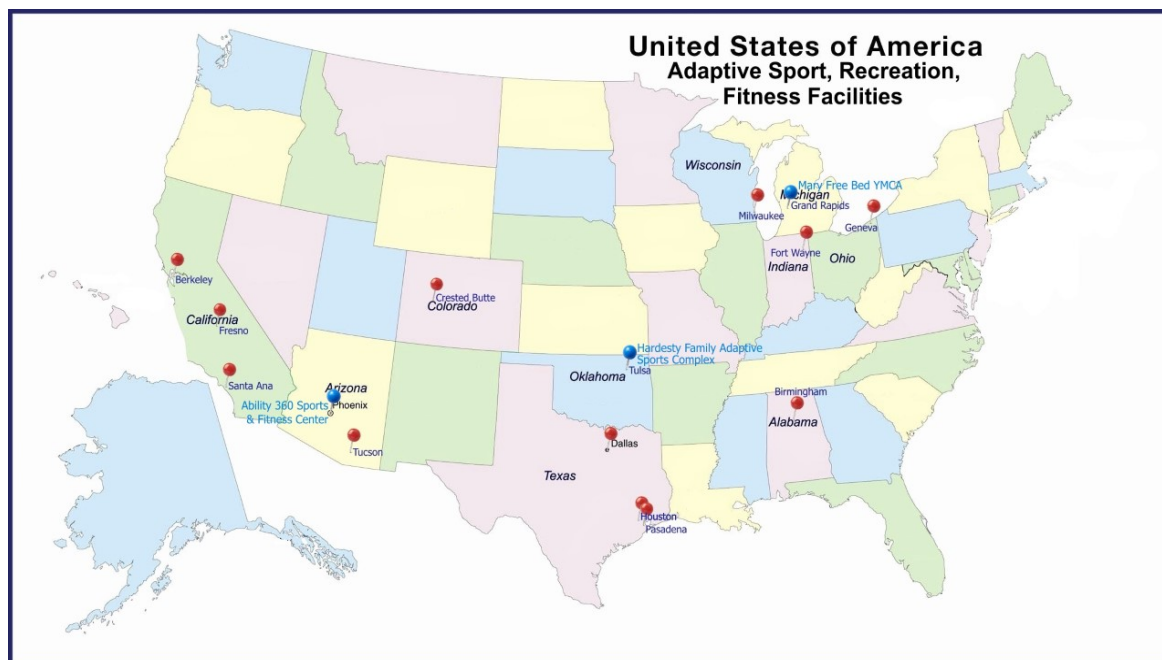 United States of America
Adaptive Sport, Recreation,
Fitness Facilities
Wisconsin
Mary Free Bed YMCA
Michigan
Grand Rapids
Milwaukee
Geneva
Fort Wayne
Indiana
Ohio
Berkeley
Crested Butte
Colorado
California
Fresno
Hardesty Family Adaptive
Sports Complex
Tulsa
Oklahoma
Santa Ana
Arizona
Ability 360 Sports
& Fitness Center
Phoenix
Birmingham
Alabama
Tucson
Dallas
Texas
Houston
Pasadena